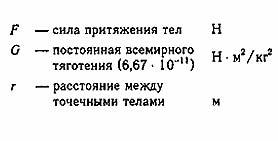 F — сила притяжения тел Н
G — постоянная всемирного
тяготения (6,67 · 10⁻¹¹) Н · м²/кг²
r — расстояние между
точечными телами м